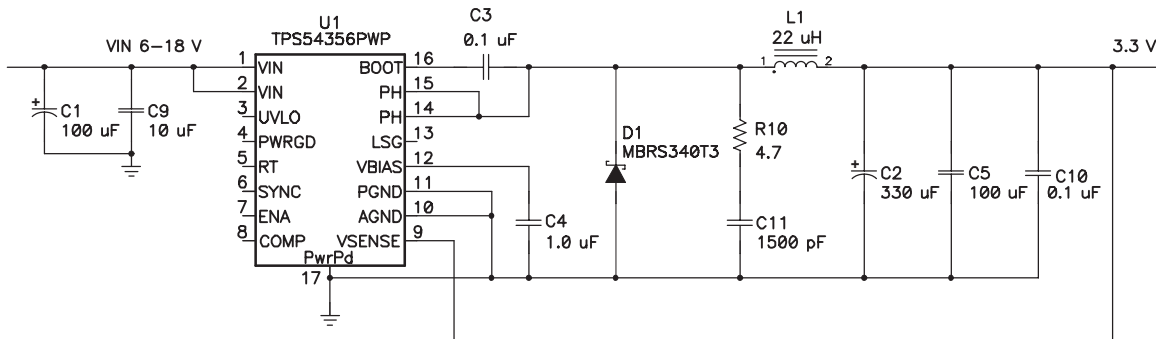 U1
TPS54356PWP
VIN 6–18 V
C3
0.1 uF
L1
22 uH
1
2
3.3 V
1 VIN
2 VIN
3 UVLO
4 PWRGD
5 RT
6 SYNC
7 ENA
8 COMP
BOOT 16
PH 15
PH 14
LSG 13
VBIAS 12
PGND 11
AGND 10
VSENSE 9
PwrPd
17
+
C1
100 uF
C9
10 uF
C4
1.0 uF
D1
MBRS340T3
R10
4.7
C11
1500 pF
+
C2
330 uF
C5
100 uF
C10
0.1 uF